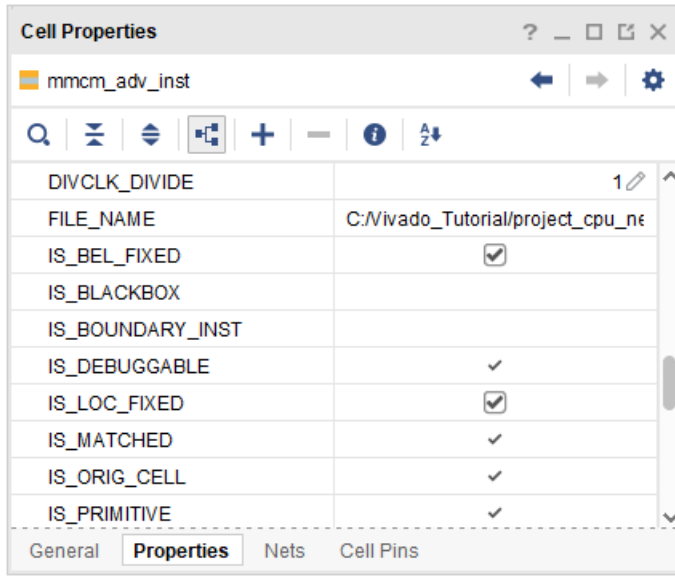 Cell Properties
mmcm_adv_inst
DIVCLK_DIVIDE 1
FILE_NAME C:/Vivado_Tutorial/project_cpu_ne
IS_BEL_FIXED
IS_BLACKBOX
IS_BOUNDARY_INST
IS_DEBUGGABLE
IS_LOC_FIXED
IS_MATCHED
IS_ORIG_CELL
IS_PRIMITIVE
General Properties Nets Cell Pins